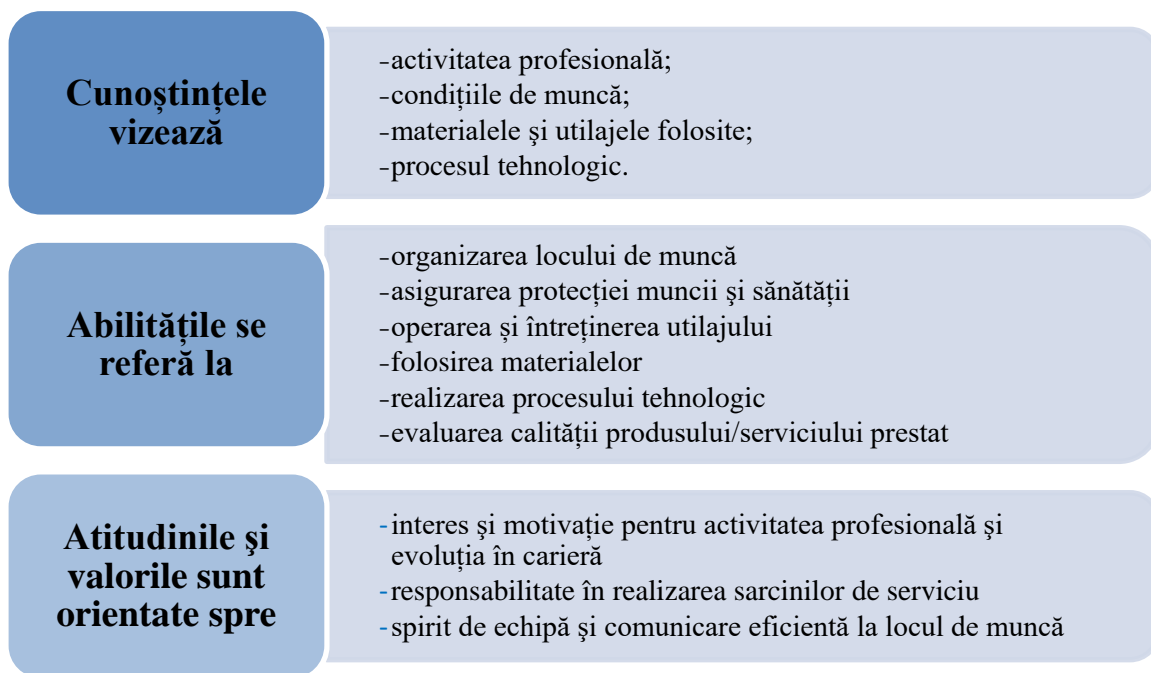 Cunoștințele
vizează
-activitatea profesională;
-condițiile de muncă;
-materialele şi utilajele folosite;
-procesul tehnologic.
Abilitățile se
referă la
-organizarea locului de muncă
-asigurarea protecției muncii şi sănătății
-operarea și întreținerea utilajului
-folosirea materialelor
-realizarea procesului tehnologic
-evaluarea calității produsului/serviciului prestat
Atitudinile şi
valorile sunt
orientate spre
-interes şi motivație pentru activitatea profesională şi
evoluția în carieră
-responsabilitate în realizarea sarcinilor de serviciu
-spirit de echipă şi comunicare eficientă la locul de muncă